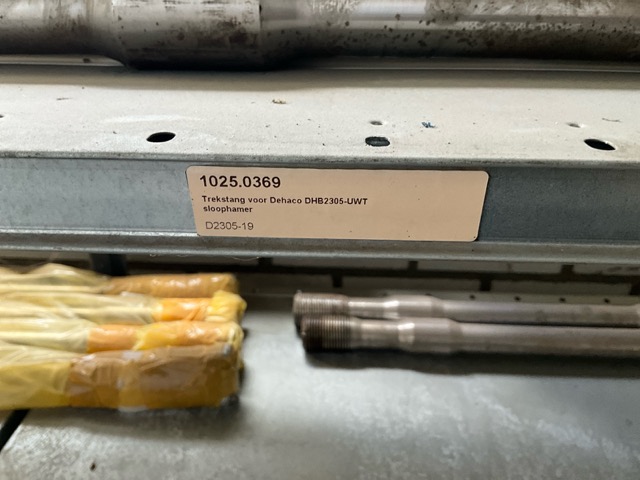 1025.0369
Trekstang voor Dehaco DHB2305-UWT
sloophamer
D2305-19